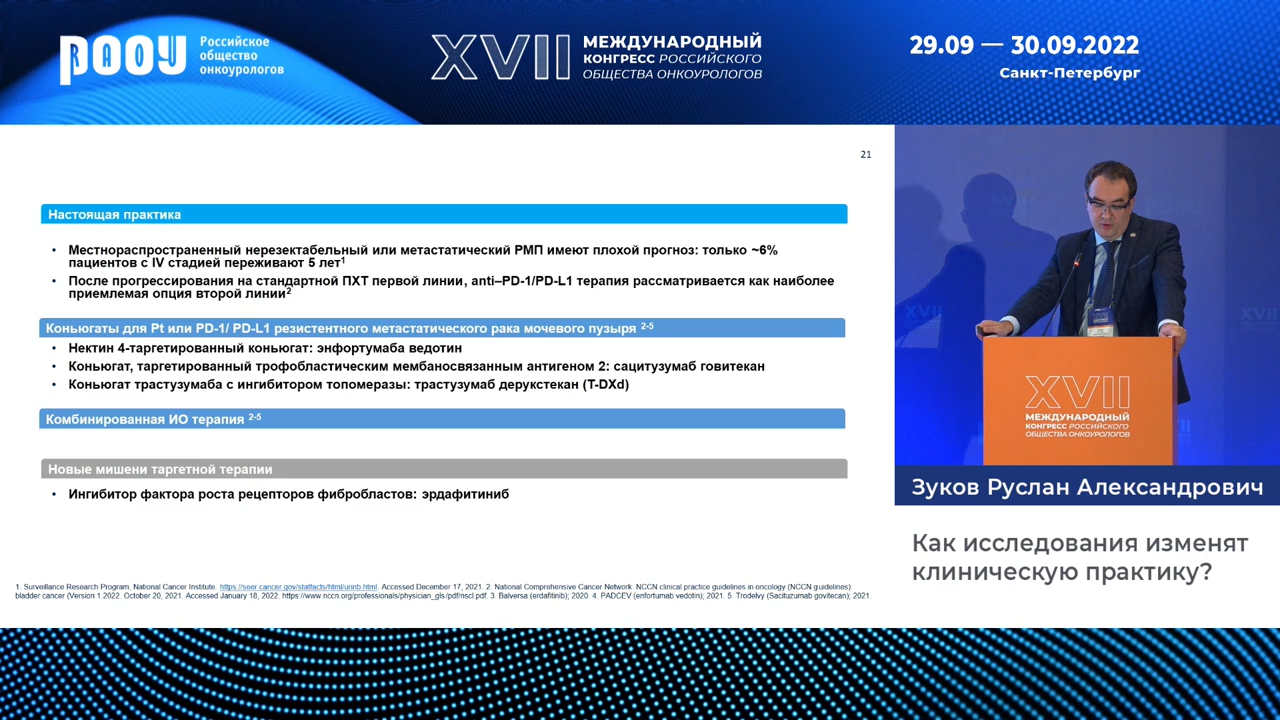 РАОУ
Российское
общество
онкоурологов
XVII
МЕЖДУНАРОДНЫЙ
КОНГРЕСС РОССИЙСКОГО
ОБЩЕСТВА ОНКОУРОЛОГОВ
29.09 — 30.09.2022
Санкт-Петербург
21
Настоящая практика
• Местнораспространенный нерезектабельный или метастатический РМП имеют плохой прогноз: только ~6%
пациентов с IV стадией переживают 5 лет1
• После прогрессирования на стандартной ПХТ первой линии, anti–PD-1/PD-L1 терапия рассматривается как наиболее
приемлемая опция второй линии2
Коньюгаты для Pt или PD-1/ PD-L1 резистентного метастатического рака мочевого пузыря 2-5
• Нектин 4-таргетированный коньюгат: энфортумаба ведотин
• Коньюгат, таргетированный трофобластическим мембаносвязанным антигеном 2: сацитузумаб говитекан
• Коньюгат трастузумаба с ингибитором топомеразы: трастузумаб дерукстекан (T-DXd)
Комбинированная ИО терапия 2-5
Новые мишени таргетной терапии
• Ингибитор фактора роста рецепторов фибробластов: эрдафитиниб
1. Surveillance Research Program, National Cancer Institute. https://seer.cancer.gov/statfacts/html/urinb.html. Accessed December 17, 2021. 2. National Comprehensive Cancer Network. NCCN clinical practice guidelines in oncology (NCCN guidelines):
bladder cancer (Version 1.2022. October 20, 2021. Accessed January 18, 2022. https://www.nccn.org/professionals/physician_gls/pdf/nscl.pdf. 3. Balversa (erdafitinib); 2020. 4. PADCEV (enfortumab vedotin); 2021. 5. Trodelvy (Sacituzumab govitecan); 2021.
XVII
МЕЖДУНАРОДНЫЙ
КОНГРЕСС РОССИЙСКОГО
ОБЩЕСТВА ОНКОУРОЛОГОВ
Зуков Руслан Александрович
Как исследования изменят
клиническую практику?